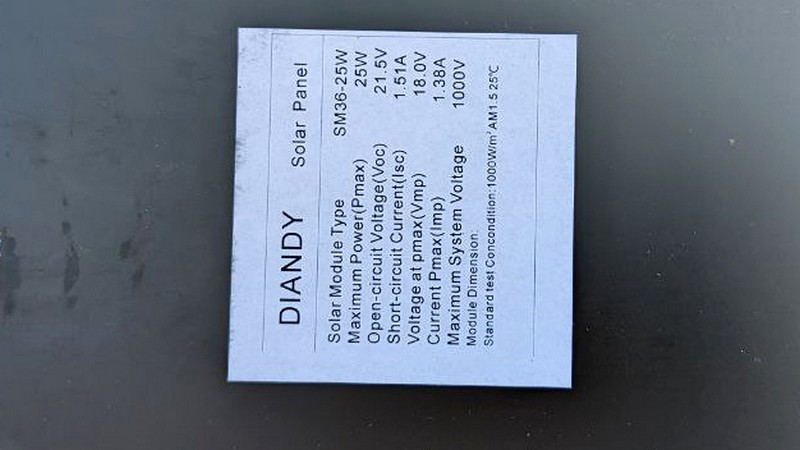 DIANDY Solar Panel
Solar Module Type SM36-25W
Maximum Power(Pmax) 25W
Open-circuit Voltage(Voc) 21.5V
Short-circuit Current(Isc) 1.51A
Voltage at pmax(Vmp) 18.0V
Current Pmax(Imp) 1.38A
Maximum System Voltage 1000V
Module Dimension:
Standard test Concondition:1000W/m² AM1.5 25℃